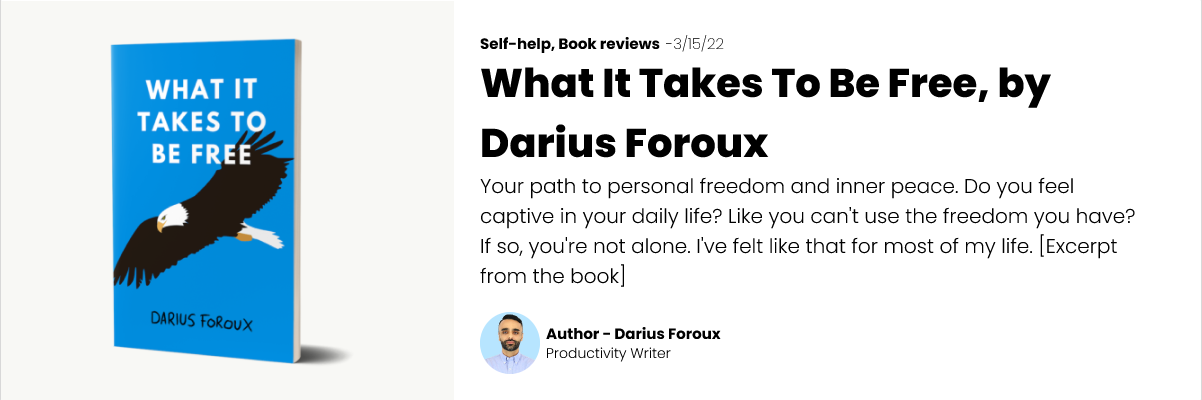 WHAT IT
TAKES TO
BE FREE
DARIUS FOROUX
Self-help, Book reviews -3/15/22
What It Takes To Be Free, by
Darius Foroux
Your path to personal freedom and inner peace. Do you feel
captive in your daily life? Like you can't use the freedom you have?
If so, you're not alone. I've felt like that for most of my life. [Excerpt
from the book]
Author - Darius Foroux
Productivity Writer